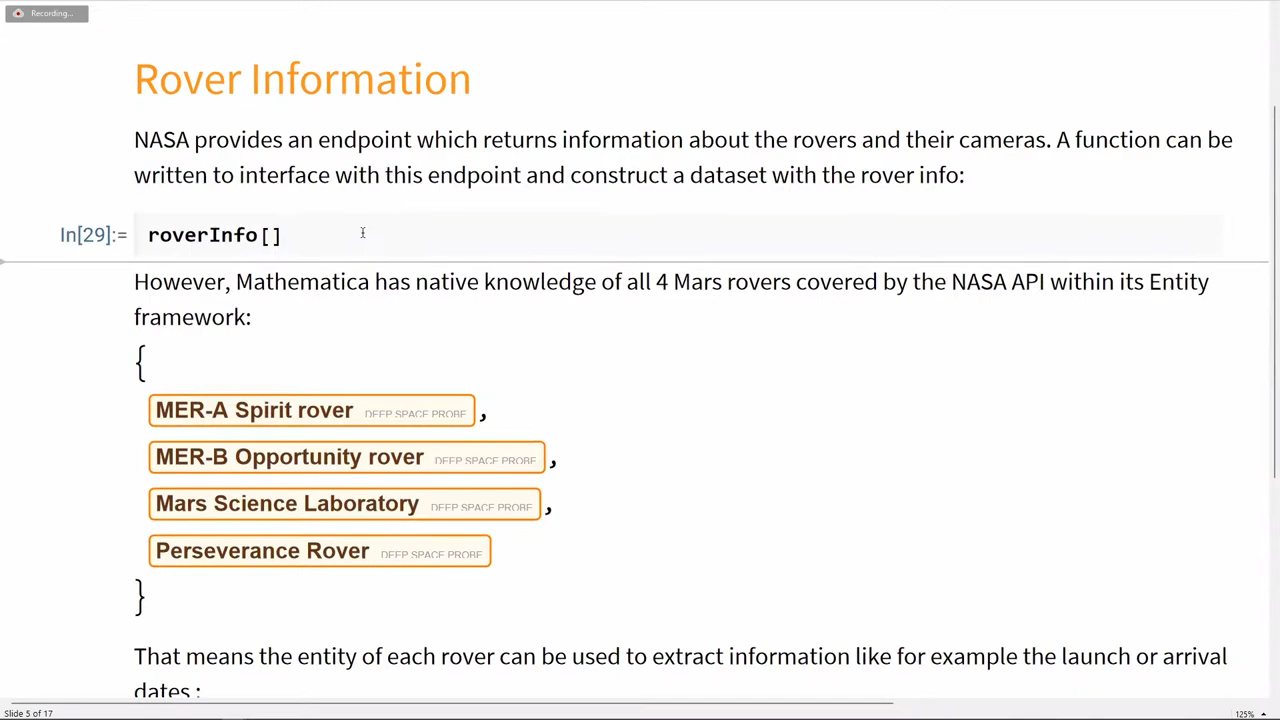 Recording...
Rover Information
NASA provides an endpoint which returns information about the rovers and their cameras. A function can be
written to interface with this endpoint and construct a dataset with the rover info:
In[29]:= roverInfo[]
However, Mathematica has native knowledge of all 4 Mars rovers covered by the NASA API within its Entity
framework:
{
MER-A Spirit rover DEEP SPACE PROBE ,
MER-B Opportunity rover DEEP SPACE PROBE ,
Mars Science Laboratory DEEP SPACE PROBE ,
Perseverance Rover DEEP SPACE PROBE
}
That means the entity of each rover can be used to extract information like for example the launch or arrival
dates :
Slide 5 of 17
125%